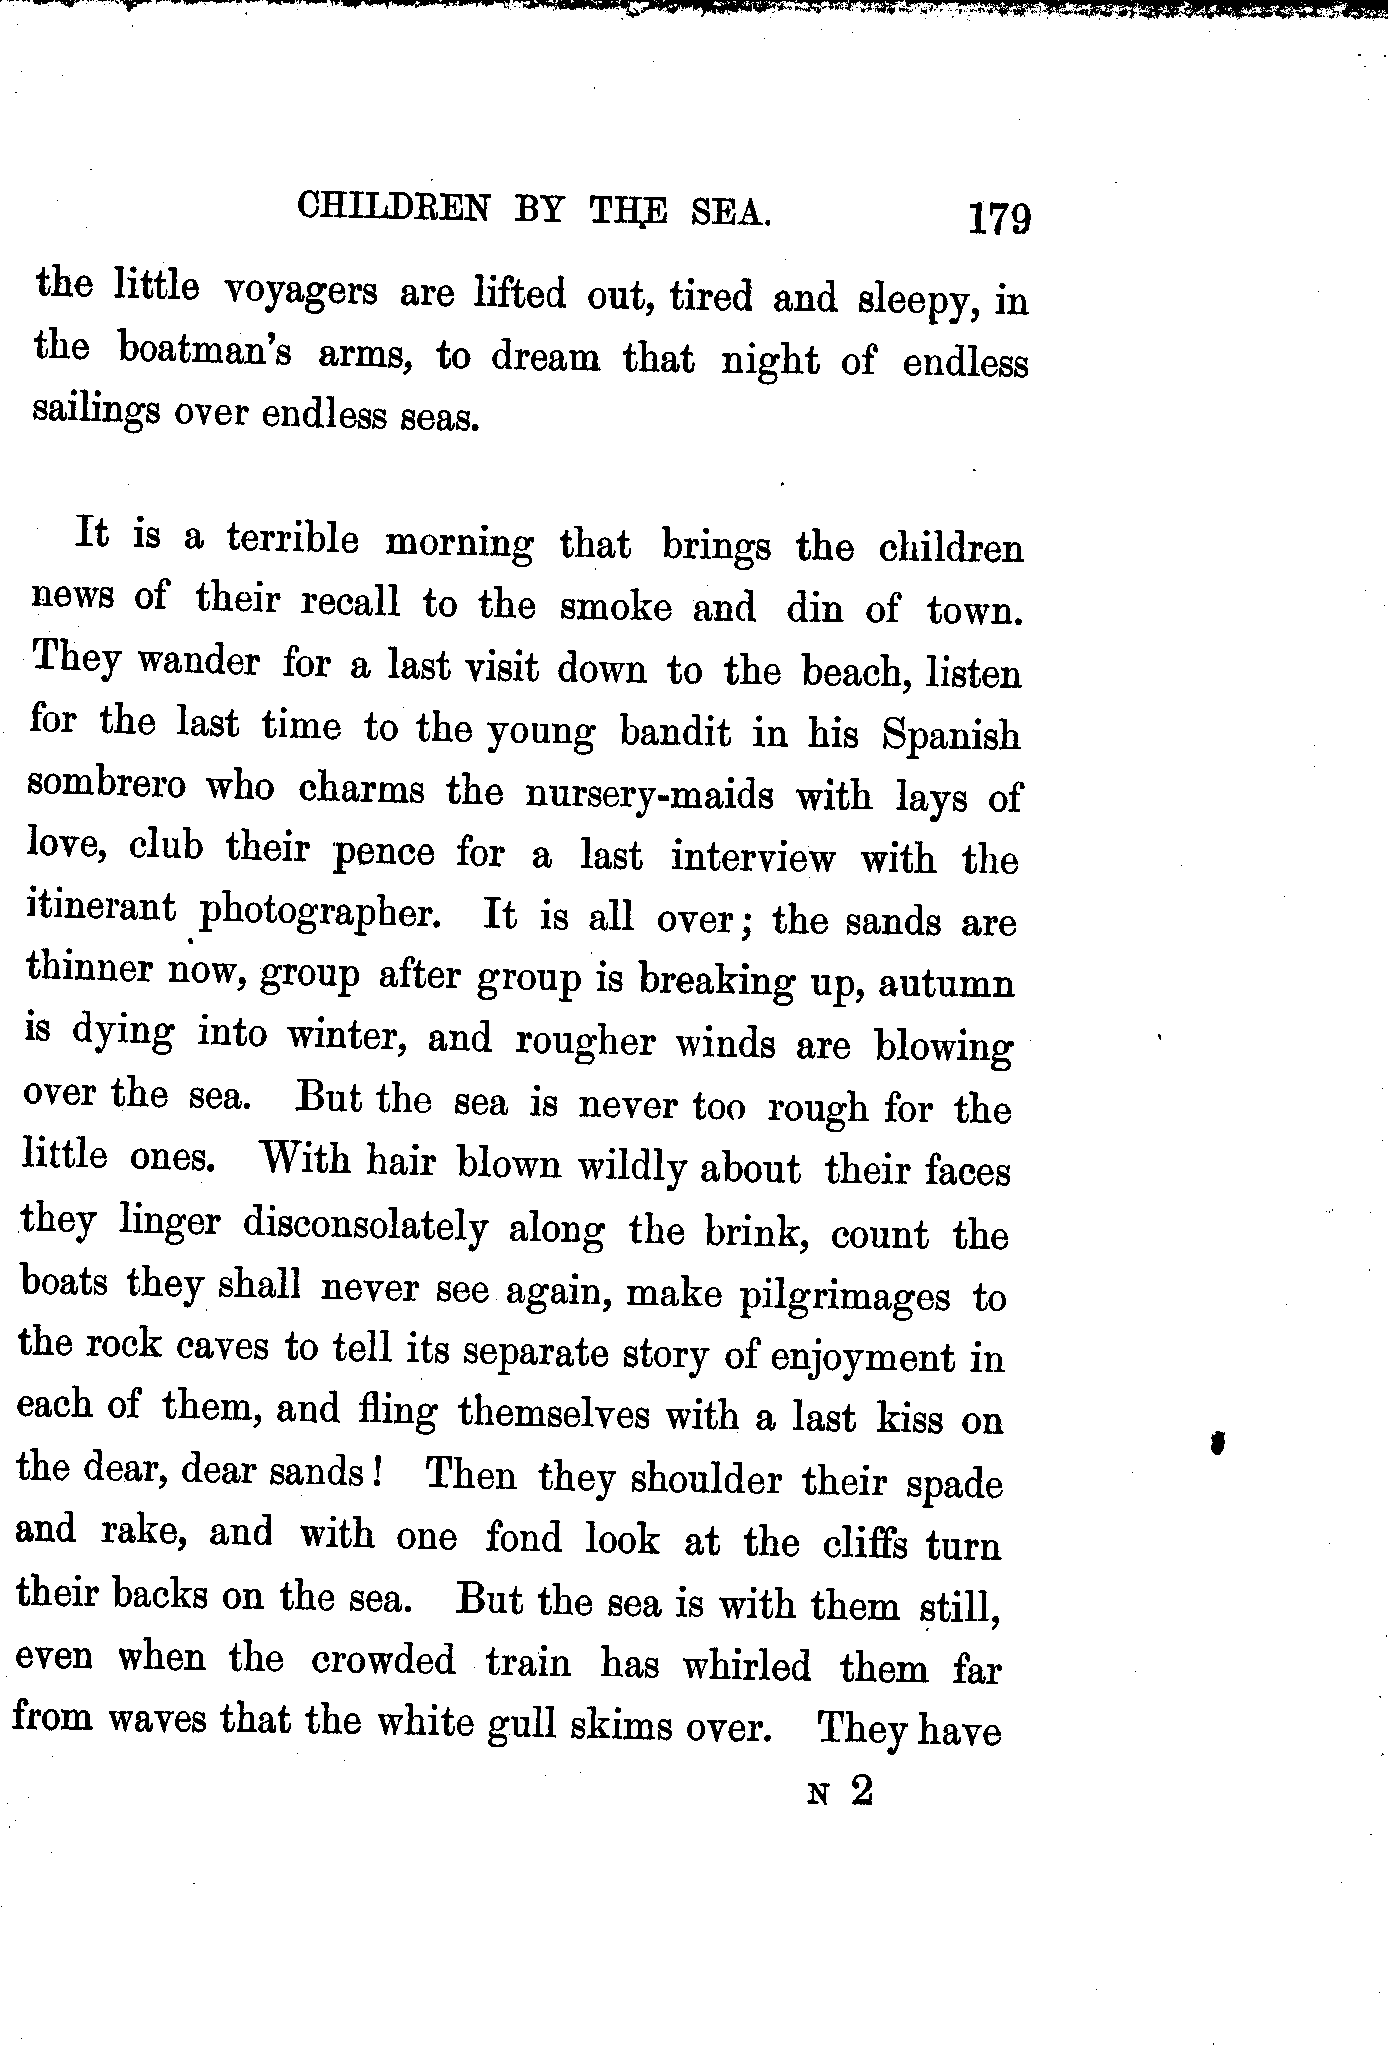 CHILDREN BY THE SEA. 179
the little voyagers are lifted out, tired and sleepy, in
the boatman's arms, to dream that night of endless
sailings over endless seas.
It is a terrible morning that brings the children
news of their recall to the smoke and din of town.
They wander for a last visit down to the beach, listen
for the last time to the young bandit in his Spanish
sombrero who charms the nursery-maids with lays of
love, club their pence for a last interview with the
itinerant photographer. It is all over; the sands are
thinner now, group after group is breaking up, autumn
is dying into winter, and rougher winds are blowing
over the sea. But the sea is never too rough for the
little ones. With hair blown wildly about their faces
they linger disconsolately along the brink, count the
boats they shall never see again, make pilgrimages to
the rock caves to tell its separate story of enjoyment in
each of them, and fling themselves with a last kiss on
the dear, dear sands! Then they shoulder their spade
and rake, and with one fond look at the cliffs turn
their backs on the sea. But the sea is with them still,
even when the crowded train has whirled them far
from waves that the white gull skims over. They have
N 2